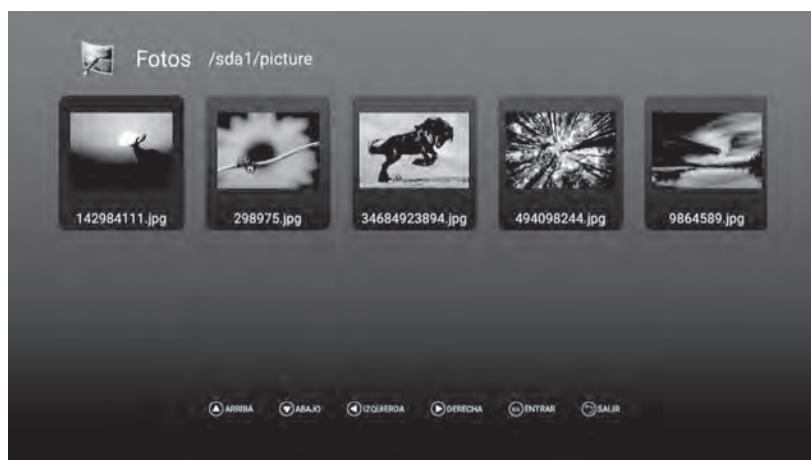 Fotos /sda1/picture
142984111.jpg 298975.jpg 34684923894.jpg 494098244.jpg 9864589.jpg
ARRIBA ABAJO IZQUIERDA DERECHA OK ENTRAR SALIR